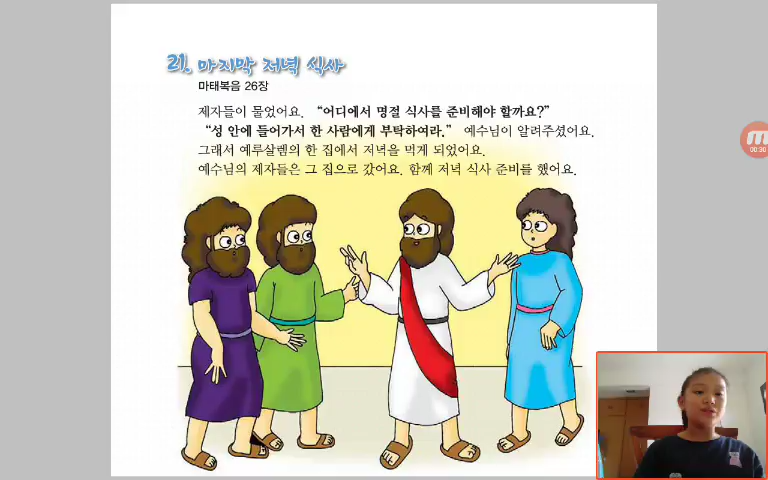 21. 마지막 저녁 식사
마태복음 26장
제자들이 물었어요. “어디에서 명절 식사를 준비해야 할까요?”
“성 안에 들어가서 한 사람에게 부탁하여라.” 예수님이 알려주셨어요.
그래서 예루살렘의 한 집에서 저녁을 먹게 되었어요.
예수님의 제자들은 그 집으로 갔어요. 함께 저녁 식사 준비를 했어요.
00:30